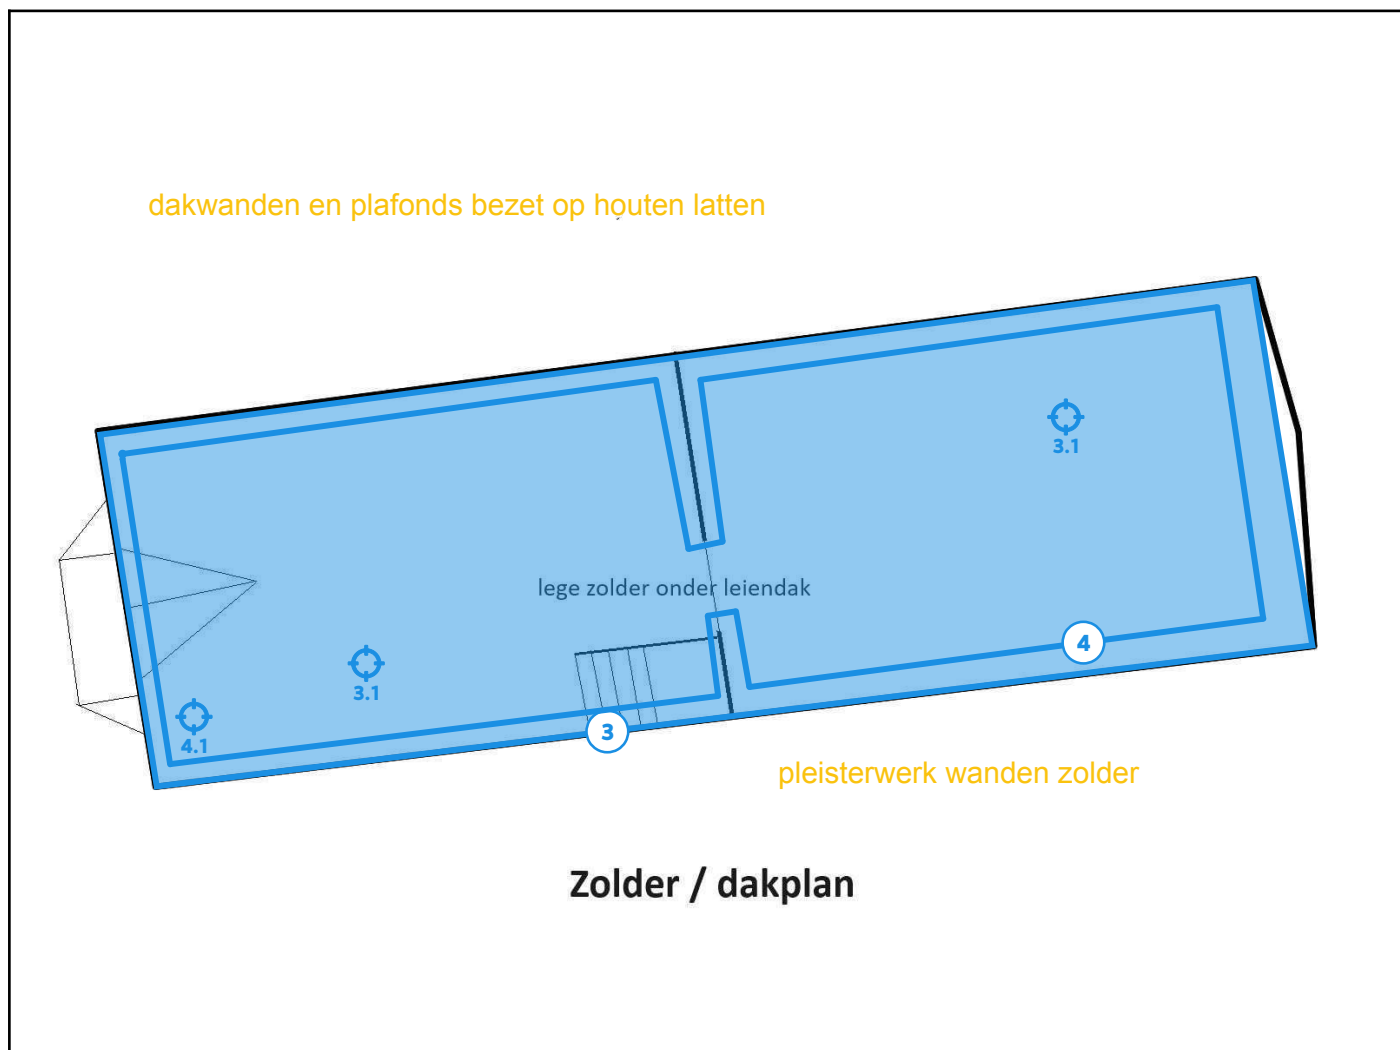 dakwanden en plafonds bezet op houten latten
3.1
lege zolder onder leiendak
4
3.1
4.1
3
pleisterwerk wanden zolder
Zolder / dakplan